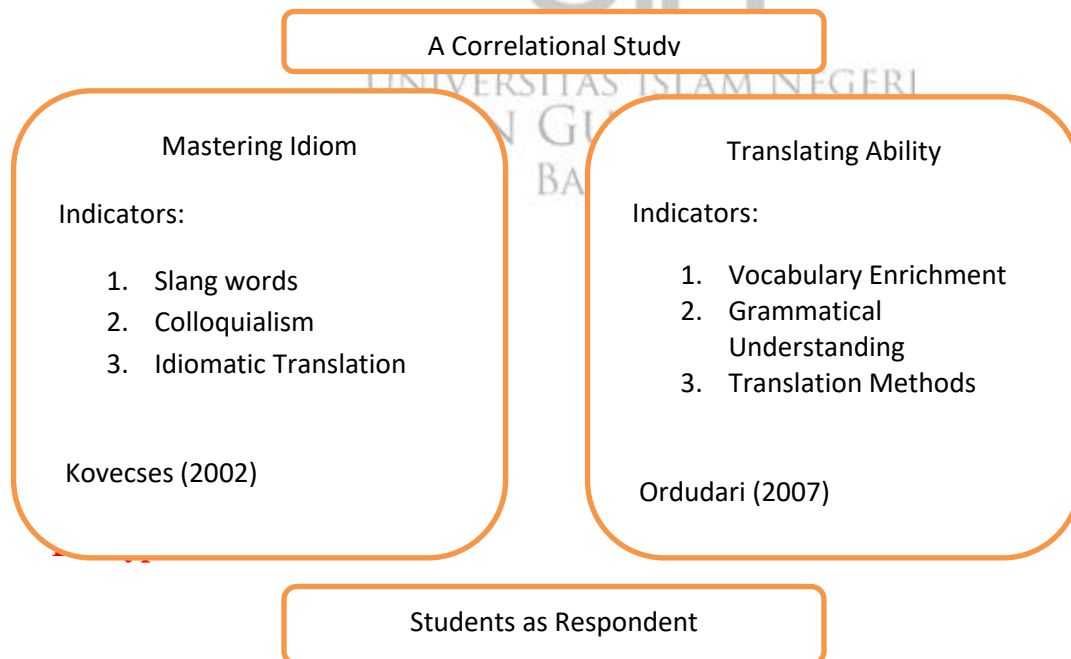 A Correlational Study
UNIVERSITAS ISLAM NEGERI
Mastering Idiom
Indicators:
1. Slang words
2. Colloquialism
3. Idiomatic Translation
Kovecses (2002)
Translating Ability
Indicators:
1. Vocabulary Enrichment
2. Grammatical
Understanding
3. Translation Methods
Ordudari (2007)
Students as Respondent